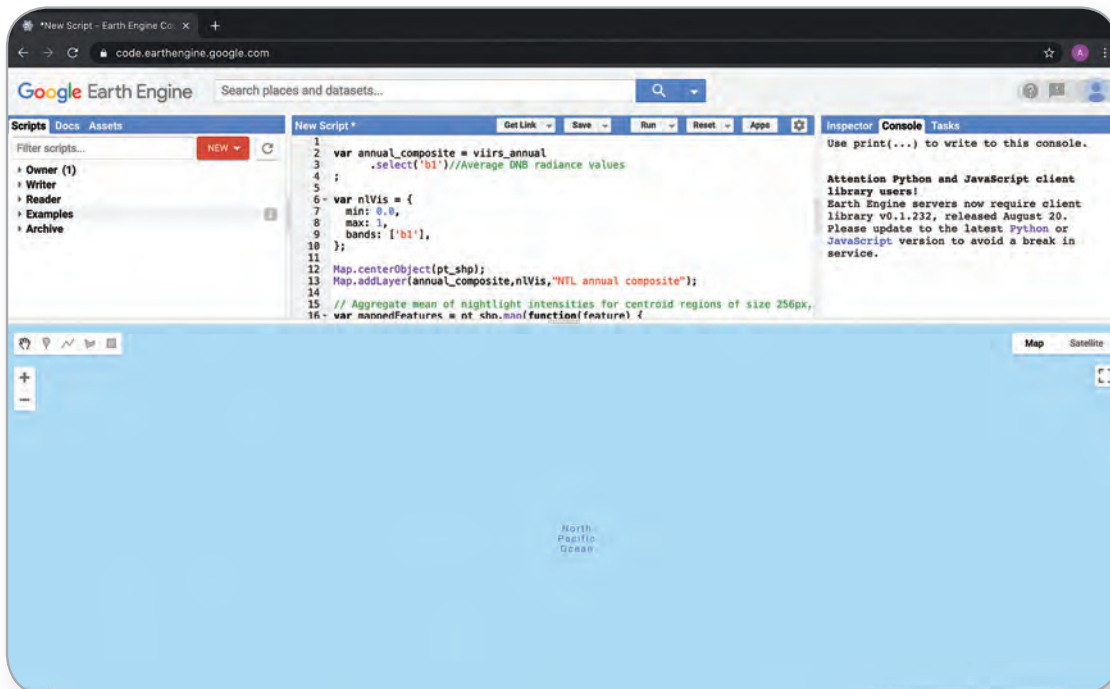 *New Script - Earth Engine Co
code.earthengine.google.com
A
Google Earth Engine
Search places and datasets...
Scripts Docs Assets
Filter scripts...
NEW
Owner (1)
Writer
Reader
Examples
Archive
New Script *
Get Link Save Run Reset Apps
1
2 var annual_composite = viirs_annual
3 .select('b1')//Average DNB radiance values
4 ;
5
6 var nlVis = {
7 min: 0.0,
8 max: 1,
9 bands: ['b1'],
10 };
11
12 Map.centerObject(pt_shp);
13 Map.addLayer(annual_composite,nlVis,"NTL annual composite");
14
15 // Aggregate mean of nightlight intensities for centroid regions of size 256px,
16 var mappedFeatures = pt_shp.map(function(feature) {
Inspector Console Tasks
Use print(...) to write to this console.
Attention Python and JavaScript client
library users!
Earth Engine servers now require client
library v0.1.232, released August 20.
Please update to the latest Python or
JavaScript version to avoid a break in
service.
Map Satellite
North
Pacific
Ocean